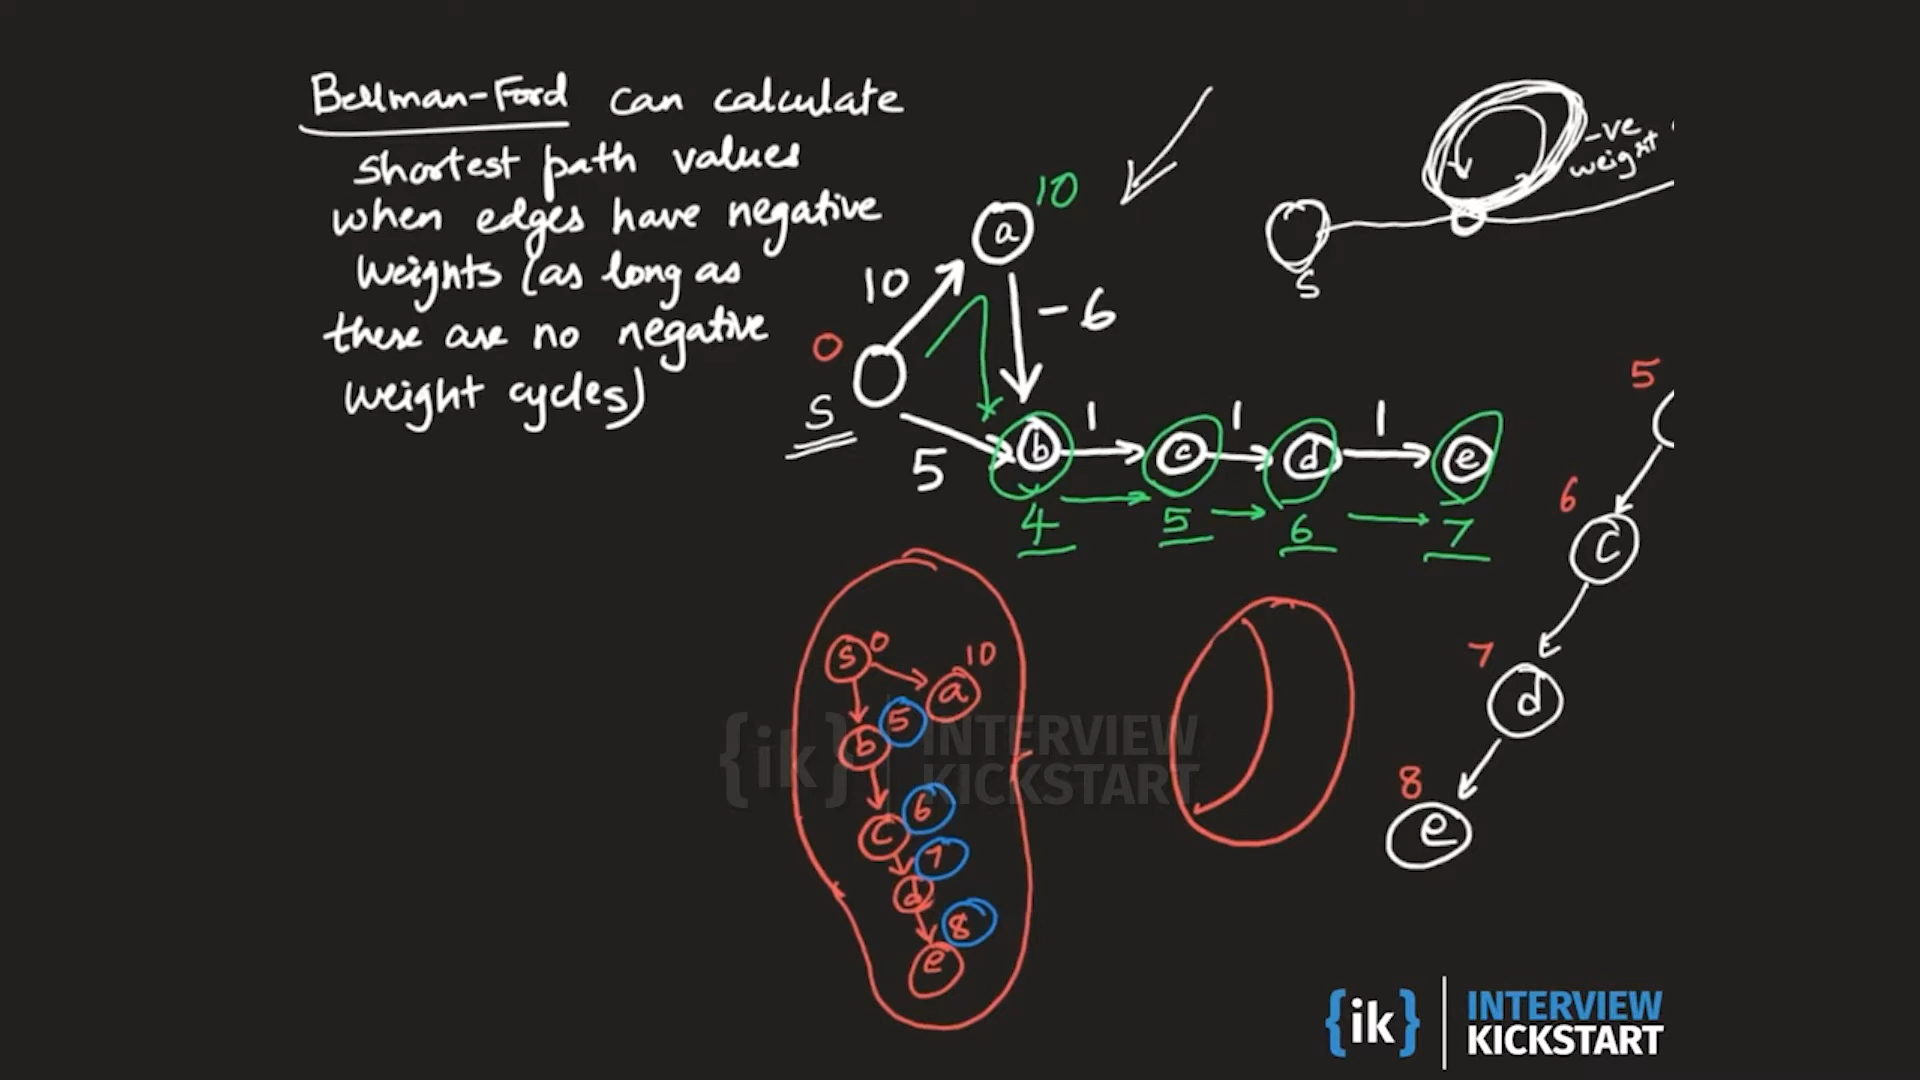 Bellman-Ford can calculate
shortest path values
when edges have negative
weights (as long as
there are no negative
weight cycles)
-ve
weight
S
10
a
10
-6
0
S
5
b
1
c
1
d
1
e
4
5
6
7
5
6
c
7
d
8
e
S
0
10
a
b
5
c
6
d
7
e
8
{ik} INTERVIEW
KICKSTART
{ik} INTERVIEW
KICKSTART